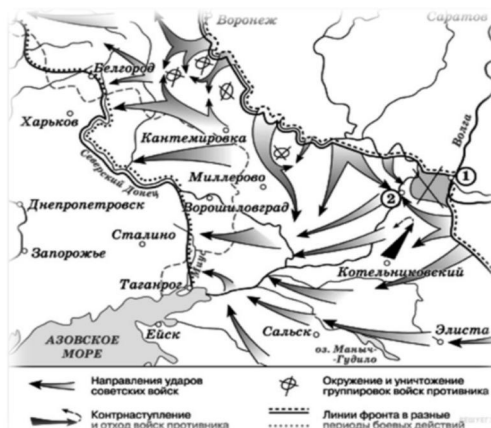 Воронеж
Саратов
Белгород
Харьков
Волга
Кантемировка
Северский Донец
Миллерово
1
2
Днепропетровск
Ворошиловград
Сталино
Запорожье
Миус
Котельниковский
Таганрог
АЗОВСКОЕ
МОРЕ
Ейск
Сальск
Элиста
оз. Маныч-
-Гудило
Направления ударов
советских войск
Окружение и уничтожение
группировок войск противника
Контрнаступление
и отход войск противника
Линии фронта в разные
периоды боевых действий